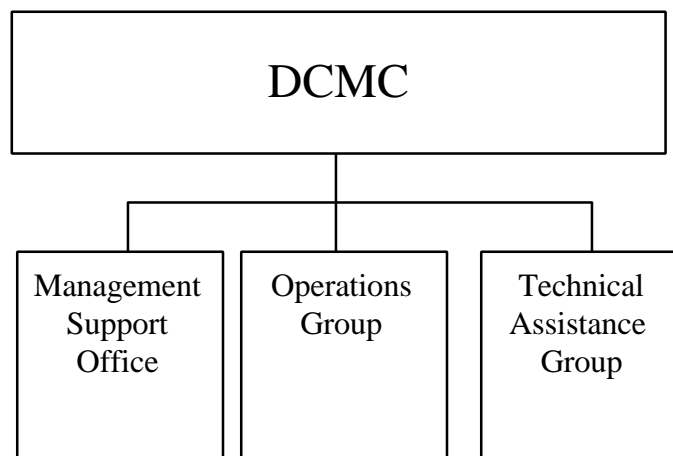 DCMC
Management
Support
Office
Operations
Group
Technical
Assistance
Group